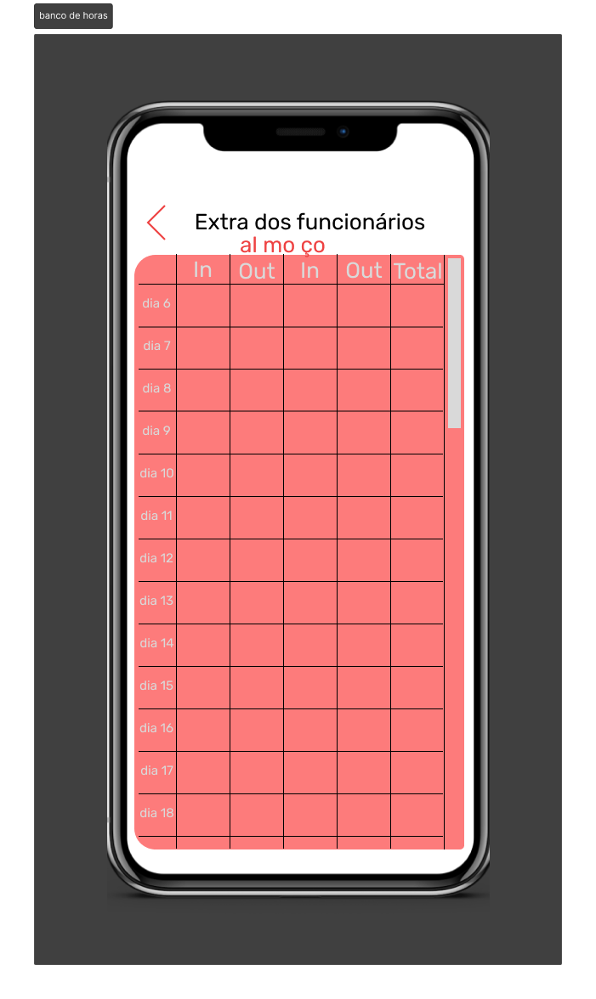 banco de horas
Extra dos funcionários
al mo ço
In Out In Out Total
dia 6
dia 7
dia 8
dia 9
dia 10
dia 11
dia 12
dia 13
dia 14
dia 15
dia 16
dia 17
dia 18